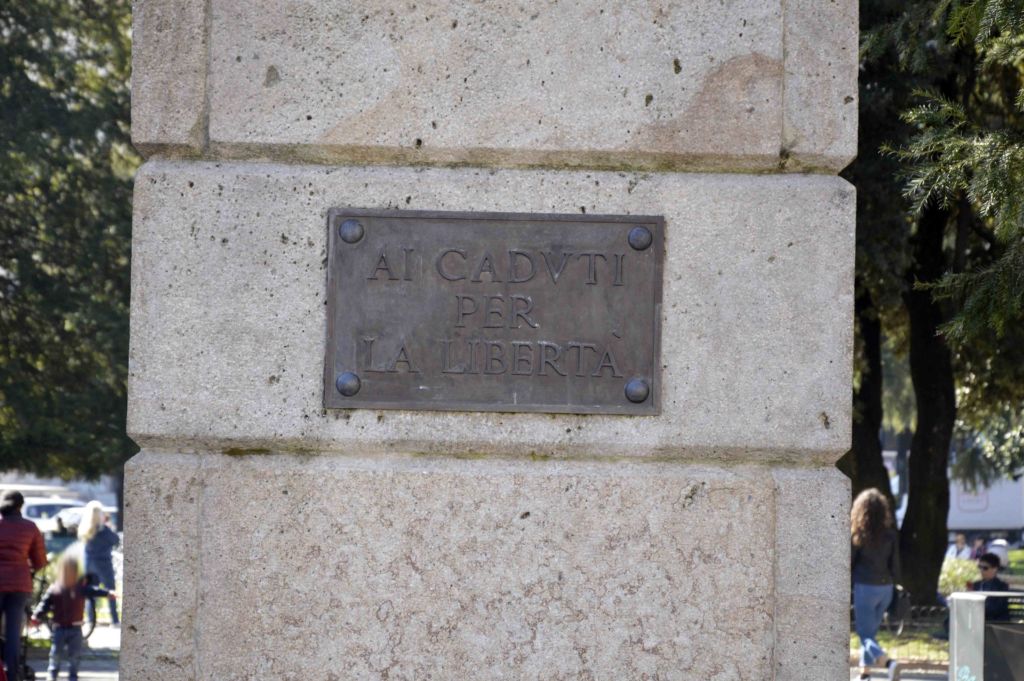 AI CADVTI
PER
LA LIBERTÀ